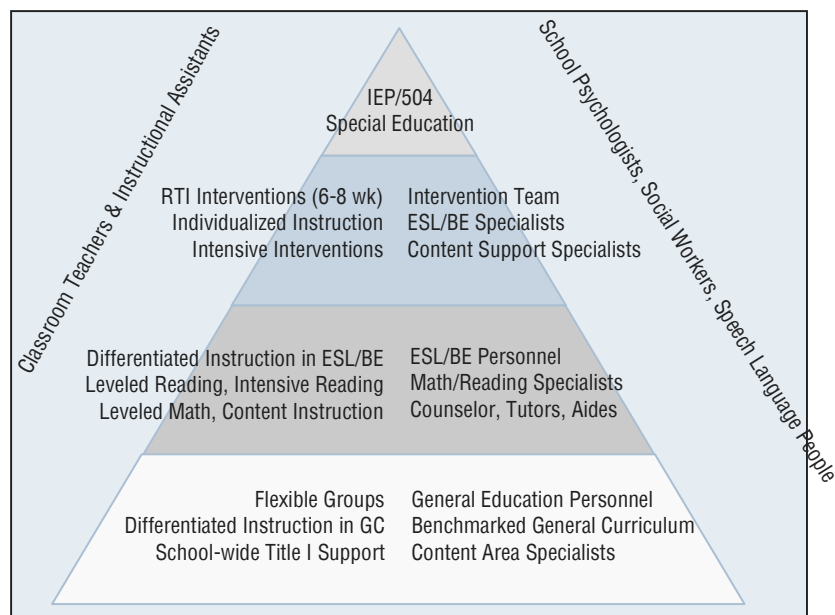 Classroom Teachers & Instructional Assistants
School Psychologists, Social Workers, Speech Language People
IEP/504
Special Education
RTI Interventions (6-8 wk)
Individualized Instruction
Intensive Interventions
Intervention Team
ESL/BE Specialists
Content Support Specialists
Differentiated Instruction in ESL/BE
Leveled Reading, Intensive Reading
Leveled Math, Content Instruction
ESL/BE Personnel
Math/Reading Specialists
Counselor, Tutors, Aides
Flexible Groups
Differentiated Instruction in GC
School-wide Title I Support
General Education Personnel
Benchmarked General Curriculum
Content Area Specialists